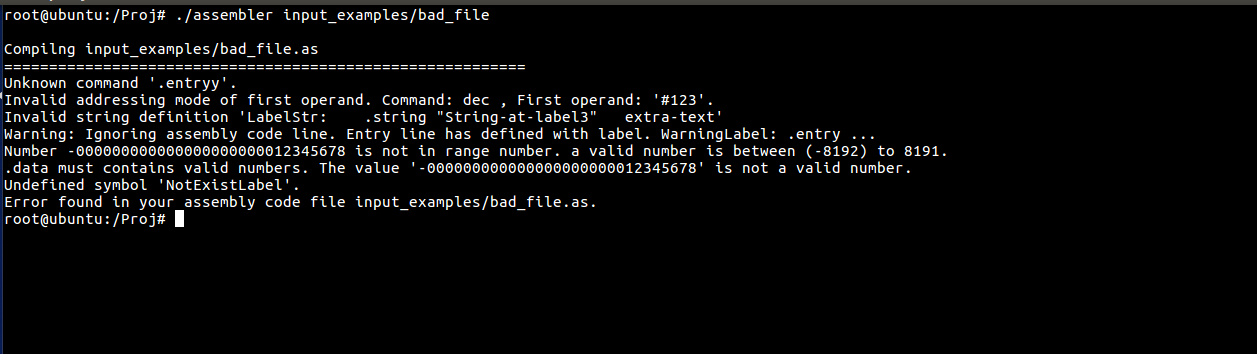 root@ubuntu:/Proj# ./assembler input_examples/bad_file
Compilng input_examples/bad_file.as
==========================================================
Unknown command '.entryy'.
Invalid addressing mode of first operand. Command: dec , First operand: '#123'.
Invalid string definition 'LabelStr:    .string "String-at-label3"   extra-text'
Warning: Ignoring assembly code line. Entry line has defined with label. WarningLabel: .entry ...
Number -000000000000000000000012345678 is not in range number. a valid number is between (-8192) to 8191.
.data must contains valid numbers. The value '-000000000000000000000012345678' is not a valid number.
Undefined symbol 'NotExistLabel'.
Error found in your assembly code file input_examples/bad_file.as.
root@ubuntu:/Proj#